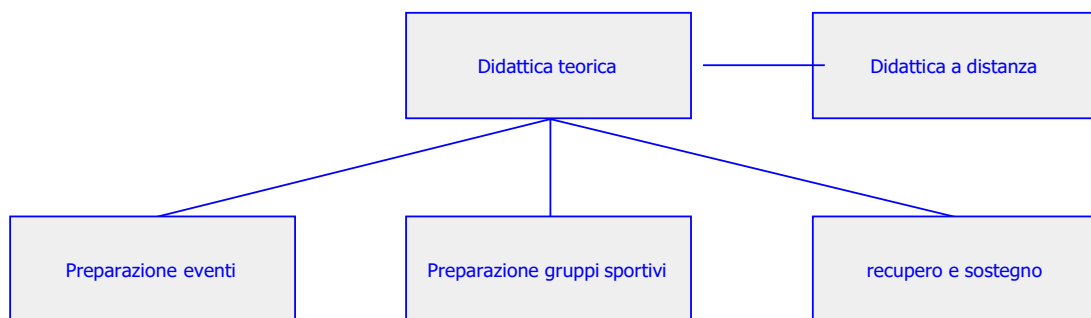 Didattica teorica
Didattica a distanza
Preparazione eventi
Preparazione gruppi sportivi
recupero e sostegno